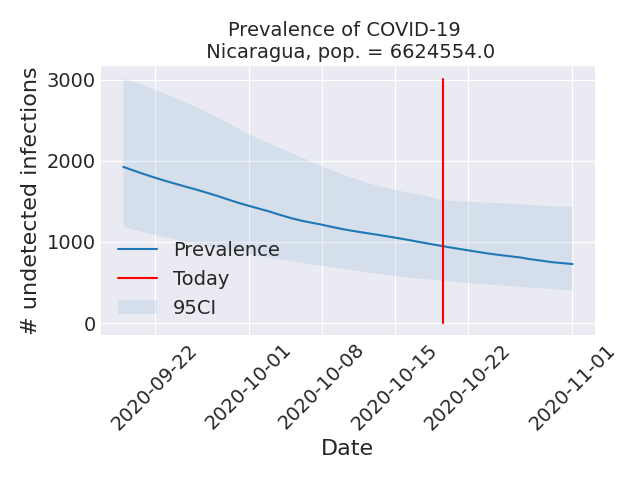 Prevalence of COVID-19
Nicaragua, pop. = 6624554.0
# undetected infections
3000
2000
1000
0
Prevalence
Today
95CI
2020-09-22
2020-10-01
2020-10-08
2020-10-15
2020-10-22
2020-11-01
Date